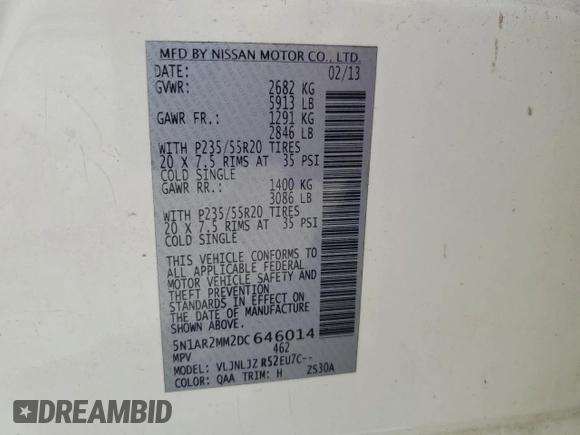 MFD BY NISSAN MOTOR CO., LTD.
DATE: 02/13
GVWR: 2682 KG
5913 LB
GAWR FR.: 1291 KG
2846 LB
WITH P235/55R20 TIRES
20 X 7.5 RIMS AT 35 PSI
COLD SINGLE
GAWR RR.: 1400 KG
3086 LB
WITH P235/55R20 TIRES
20 X 7.5 RIMS AT 35 PSI
COLD SINGLE
THIS VEHICLE CONFORMS TO
ALL APPLICABLE FEDERAL
MOTOR VEHICLE SAFETY AND
THEFT PREVENTION
STANDARDS IN EFFECT ON
THE DATE OF MANUFACTURE
SHOWN ABOVE.
5N1AR2MM2DC646014
MPV 462
MODEL: VLJNLJZ R52EU7C--
COLOR: QAA TRIM: H ZS30A
DREAMBID